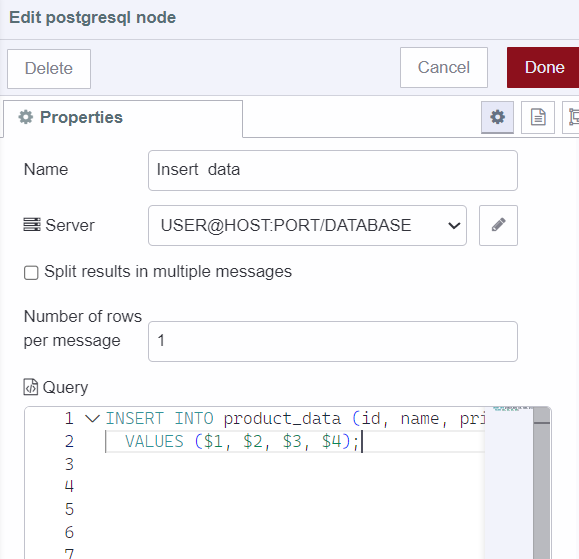 Edit postgresql node
Delete
Cancel
Done
Properties
Name
Insert  data
Server
USER@HOST:PORT/DATABASE
Split results in multiple messages
Number of rows
per message
1
Query
1 INSERT INTO product_data (id, name, pri
2 VALUES ($1, $2, $3, $4);
3
4
5
6
7